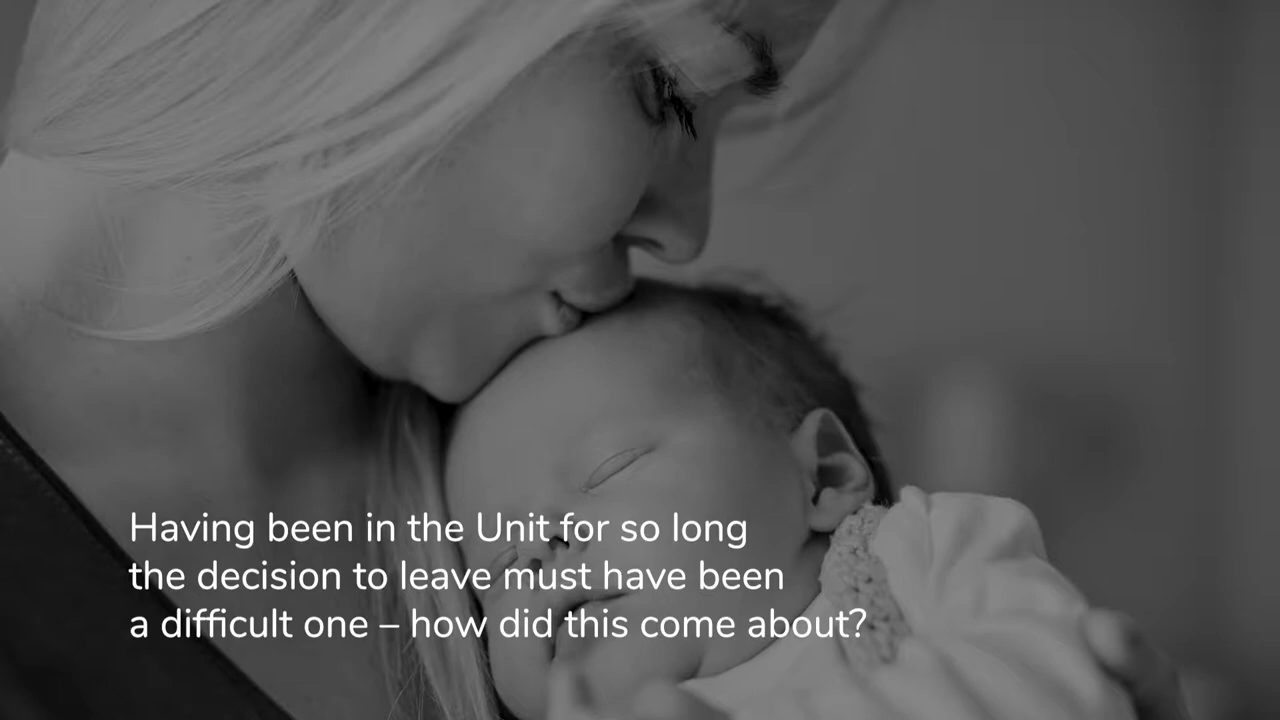 Having been in the Unit for so long
the decision to leave must have been
a difficult one – how did this come about?